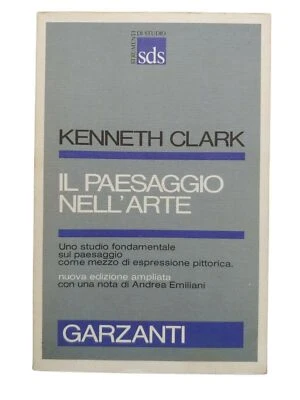 STRUMENTI
DI STUDIO
sds
KENNETH CLARK
IL PAESAGGIO
NELL'ARTE
Uno studio fondamentale
sul paesaggio
come mezzo di espressione pittorica.
nuova edizione ampliata
con una nota di Andrea Emiliani
GARZANTI